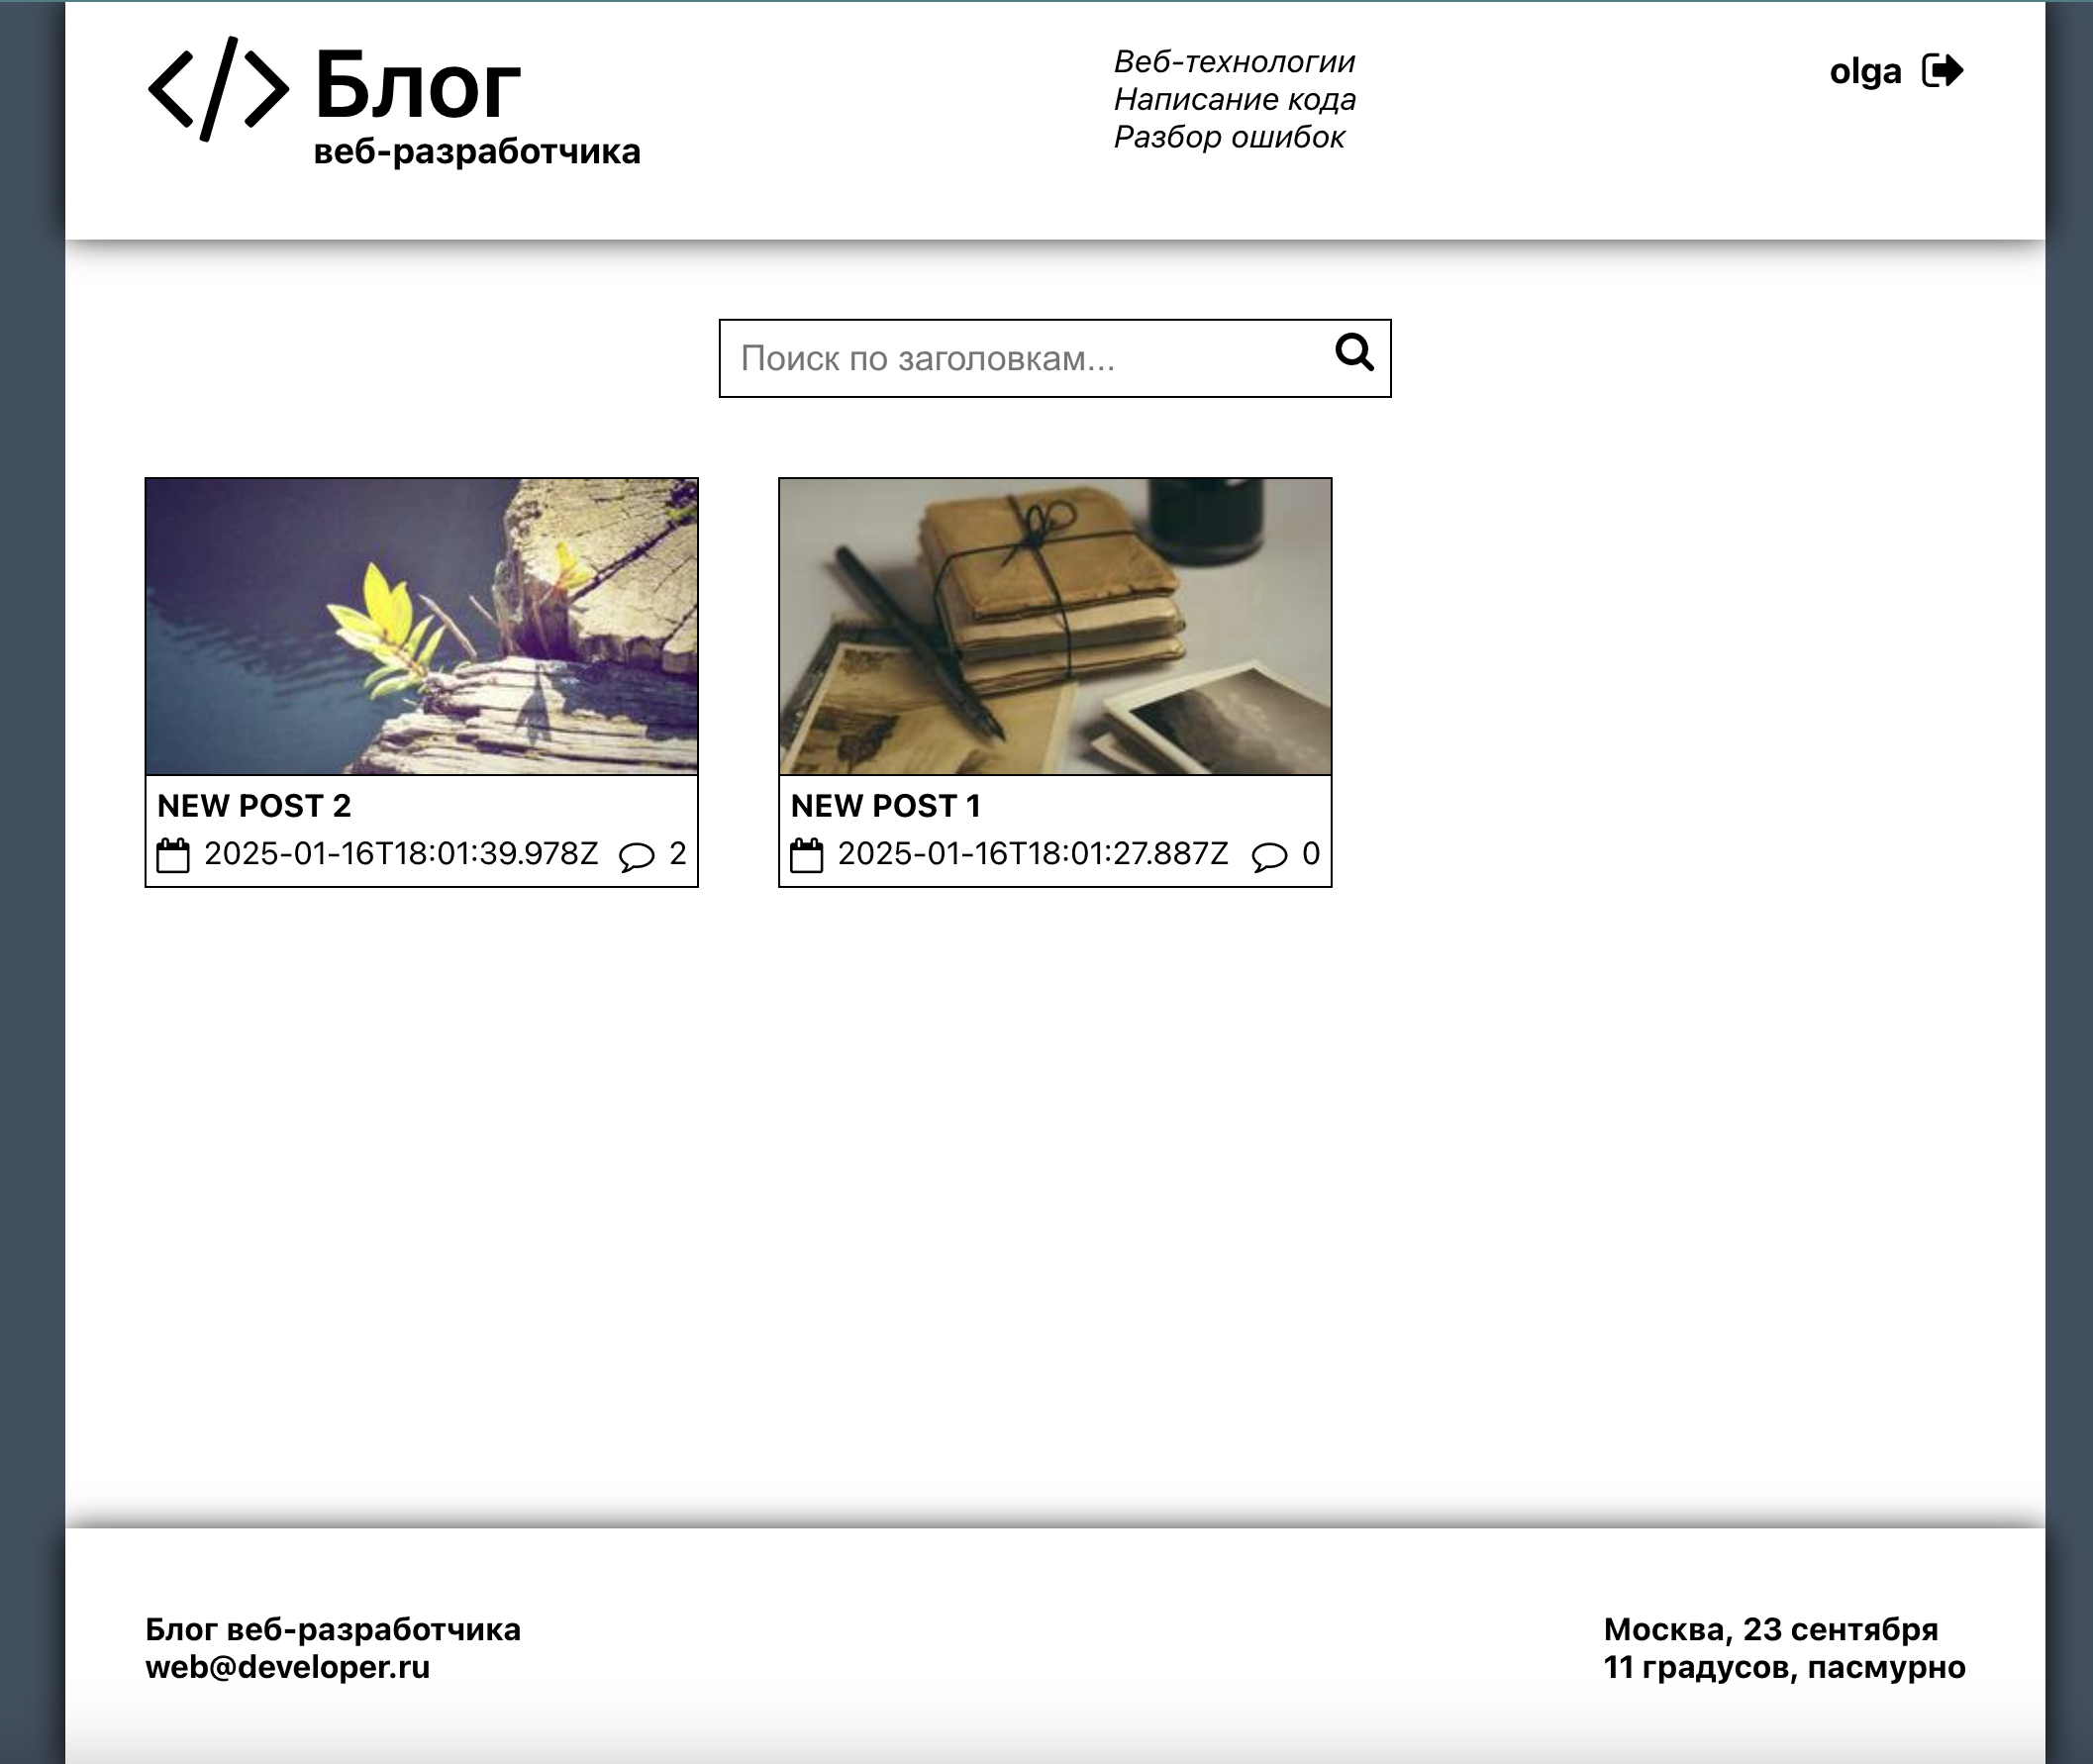 Блог
веб-разработчика
Веб-технологии
Написание кода
Разбор ошибок
olga
Поиск по заголовкам...
NEW POST 2
2025-01-16T18:01:39.978Z 2
NEW POST 1
2025-01-16T18:01:27.887Z 0
Блог веб-разработчика
web@developer.ru
Москва, 23 сентября
11 градусов, пасмурно